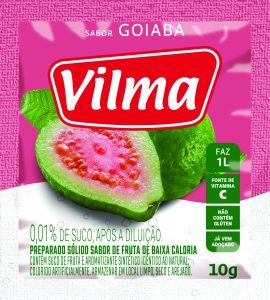 SABOR GOIABA
Vilma
FAZ
1L
FONTE DE
VITAMINA
C
NÃO
CONTÉM
GLÚTEN
JÁ VEM
ADOÇADO
0,01% DE SUCO, APÓS A DILUIÇÃO
PREPARADO SÓLIDO SABOR DE FRUTA DE BAIXA CALORIA
CONTÉM SUCO DE FRUTA E AROMATIZANTE SINTÉTICO IDÊNTICO AO NATURAL;
COLORIDO ARTIFICIALMENTE. ARMAZENAR EM LOCAL LIMPO, SECO E AREJADO.
10g